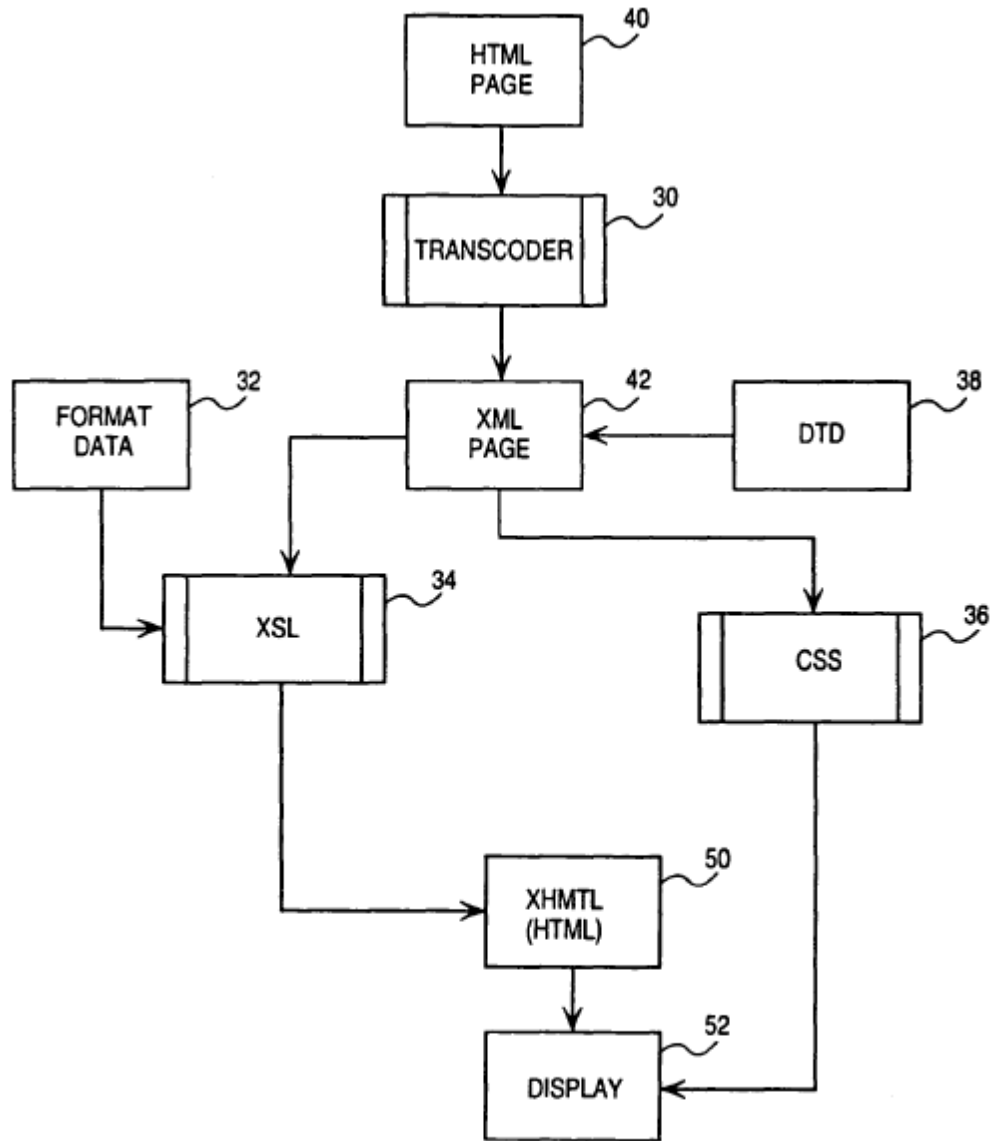 40
HTML
PAGE
30
TRANSCODER
32
FORMAT
DATA
42
XML
PAGE
38
DTD
34
XSL
36
CSS
50
XHMTL
(HTML)
52
DISPLAY